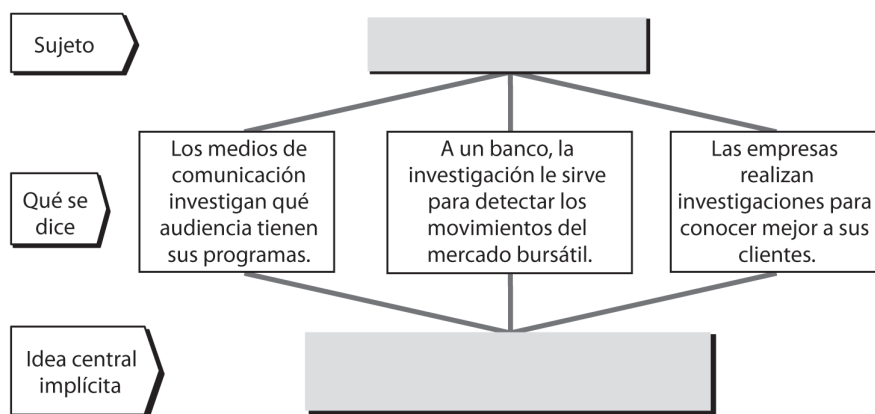 Sujeto
Qué se
dice
Los medios de
comunicación
investigan qué
audiencia tienen
sus programas.
A un banco, la
investigación le sirve
para detectar los
movimientos del
mercado bursátil.
Las empresas
realizan
investigaciones para
conocer mejor a sus
clientes.
Idea central
implícita